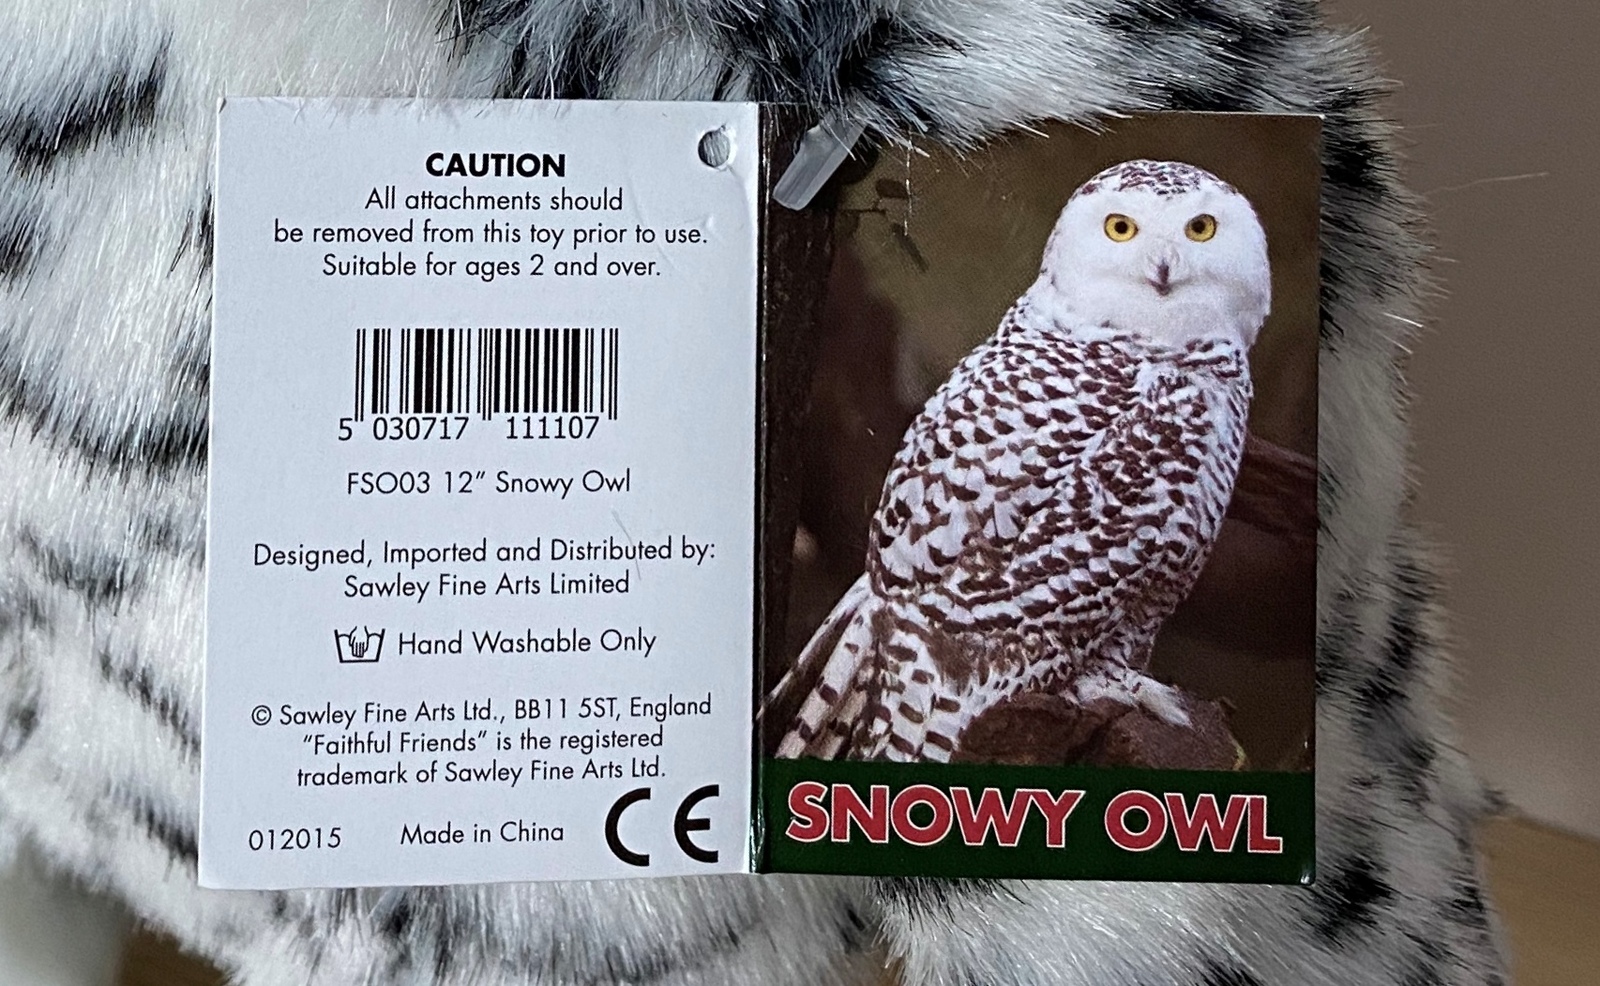 CAUTION
All attachments should
be removed from this toy prior to use.
Suitable for ages 2 and over.
5 030717 111107
FSO03 12” Snowy Owl
Designed, Imported and Distributed by:
Sawley Fine Arts Limited
Hand Washable Only
© Sawley Fine Arts Ltd., BB11 5ST, England
“Faithful Friends” is the registered
trademark of Sawley Fine Arts Ltd.
012015 Made in China CE
SNOWY OWL